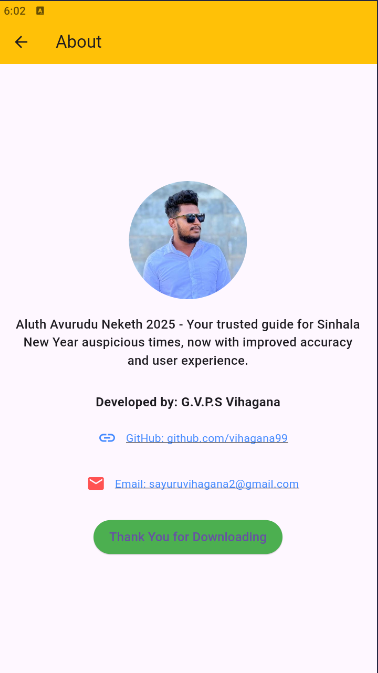 6:02 A
About
Aluth Avurudu Neketh 2025 - Your trusted guide for Sinhala
New Year auspicious times, now with improved accuracy
and user experience.
Developed by: G.V.P.S Vihagana
GitHub: github.com/vihagana99
Email: sayuruvihagana2@gmail.com
Thank You for Downloading